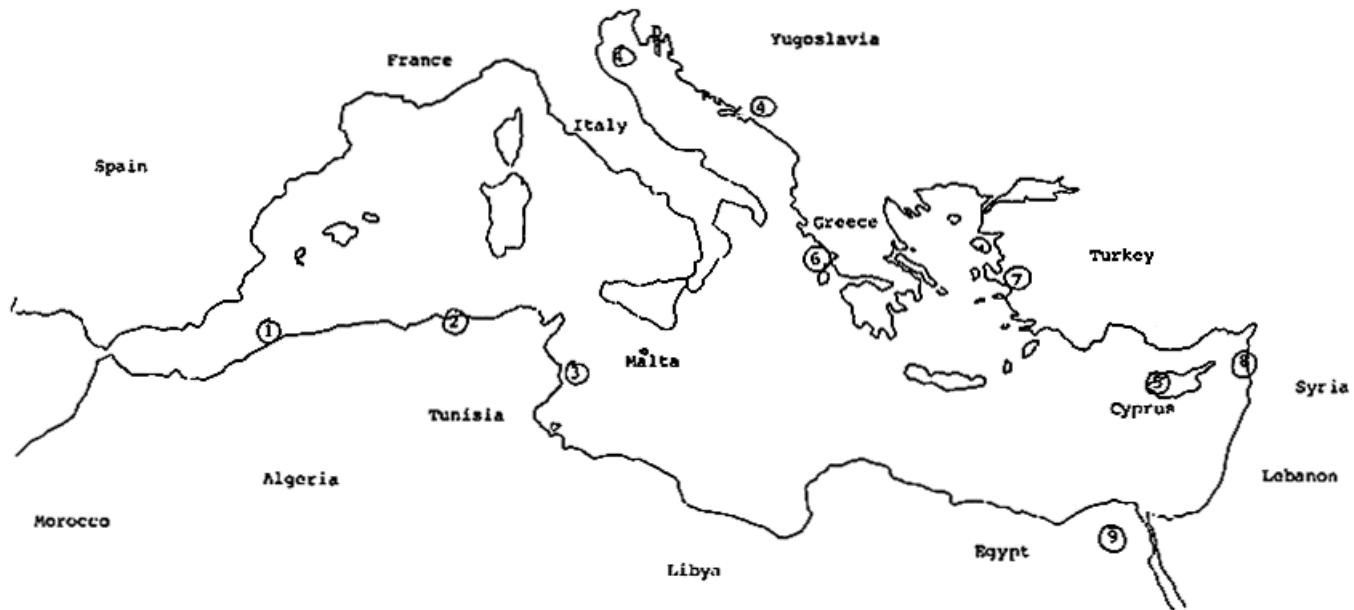 Yugoslavia
France
④
Italy
Spain
Greece
⑥
Turkey
⑦
①
②
Malta
③
⑧
⑤
Syria
Cyprus
Tunisia
Algeria
Lebanon
Morocco
Egypt
⑨
Libya